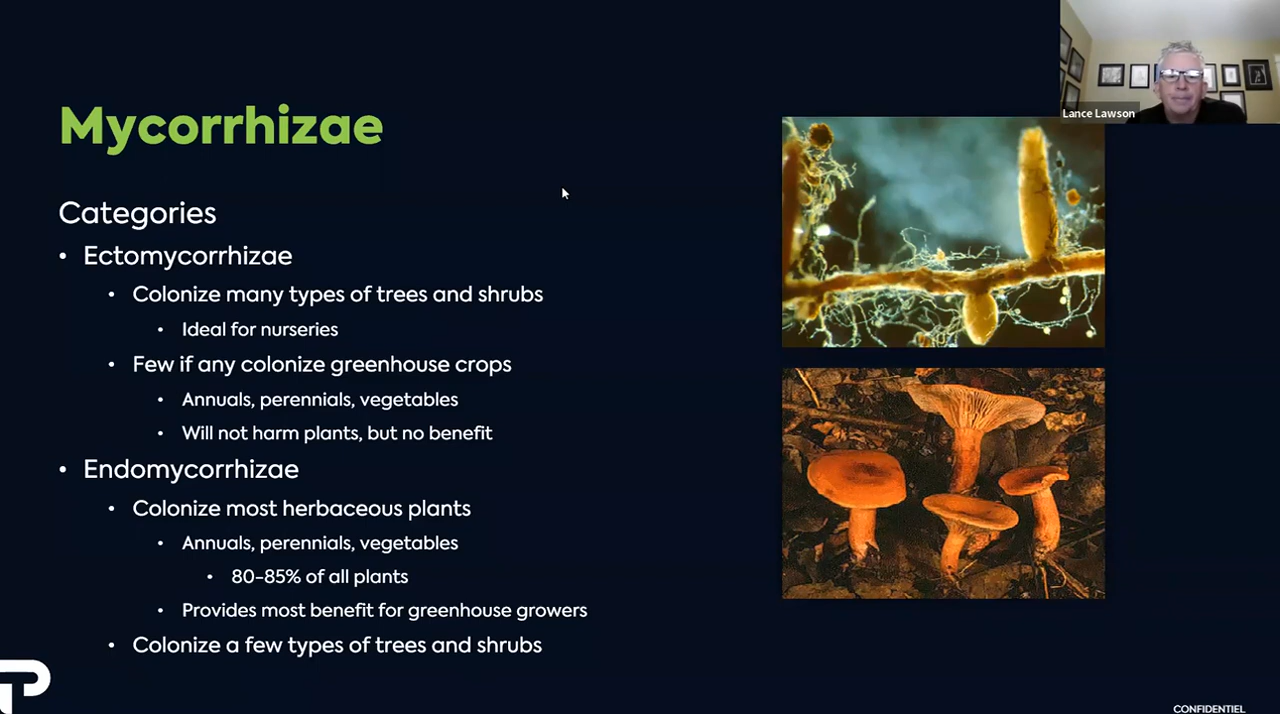 Lance Lawson
Mycorrhizae
Categories
• Ectomycorrhizae
• Colonize many types of trees and shrubs
• Ideal for nurseries
• Few if any colonize greenhouse crops
• Annuals, perennials, vegetables
• Will not harm plants, but no benefit
• Endomycorrhizae
• Colonize most herbaceous plants
• Annuals, perennials, vegetables
• 80-85% of all plants
• Provides most benefit for greenhouse growers
• Colonize a few types of trees and shrubs
CONFIDENTIEL